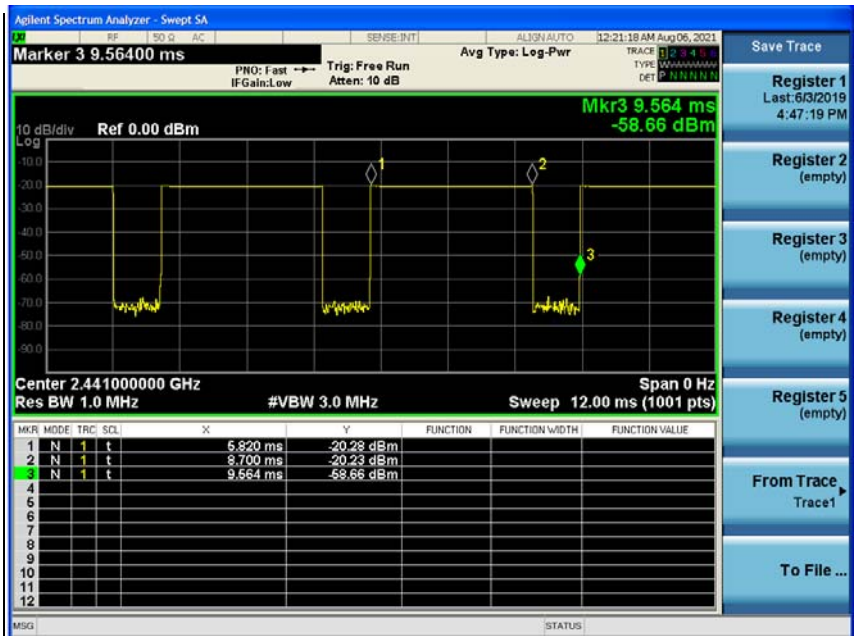 Agilent Spectrum Analyzer - Swept SA
LXI RF 50 Ω AC SENSE:INT ALIGN AUTO 12:21:18 AM Aug 06, 2021
Marker 3 9.56400 ms
PNO: Fast
IFGain:Low
Trig: Free Run
Atten: 10 dB
Avg Type: Log-Pwr
TRACE 1 2 3 4 5 6
TYPE WWWWWW
DET P N N N N N
Mkr3 9.564 ms
-58.66 dBm
10 dB/div Ref 0.00 dBm
Log
-10.0
-20.0
-30.0
-40.0
-50.0
-60.0
-70.0
-80.0
-90.0
1
2
3
Center 2.441000000 GHz Span 0 Hz
Res BW 1.0 MHz #VBW 3.0 MHz Sweep 12.00 ms (1001 pts)
MKR MODE TRC SCL X Y FUNCTION FUNCTION WIDTH FUNCTION VALUE
1 N 1 t 5.820 ms -20.28 dBm
2 N 1 t 8.700 ms -20.23 dBm
3 N 1 t 9.564 ms -58.66 dBm
4
5
6
7
8
9
10
11
12
MSG STATUS
Save Trace
Register 1
Last:6/3/2019
4:47:19 PM
Register 2
(empty)
Register 3
(empty)
Register 4
(empty)
Register 5
(empty)
From Trace
Trace1
To File ...